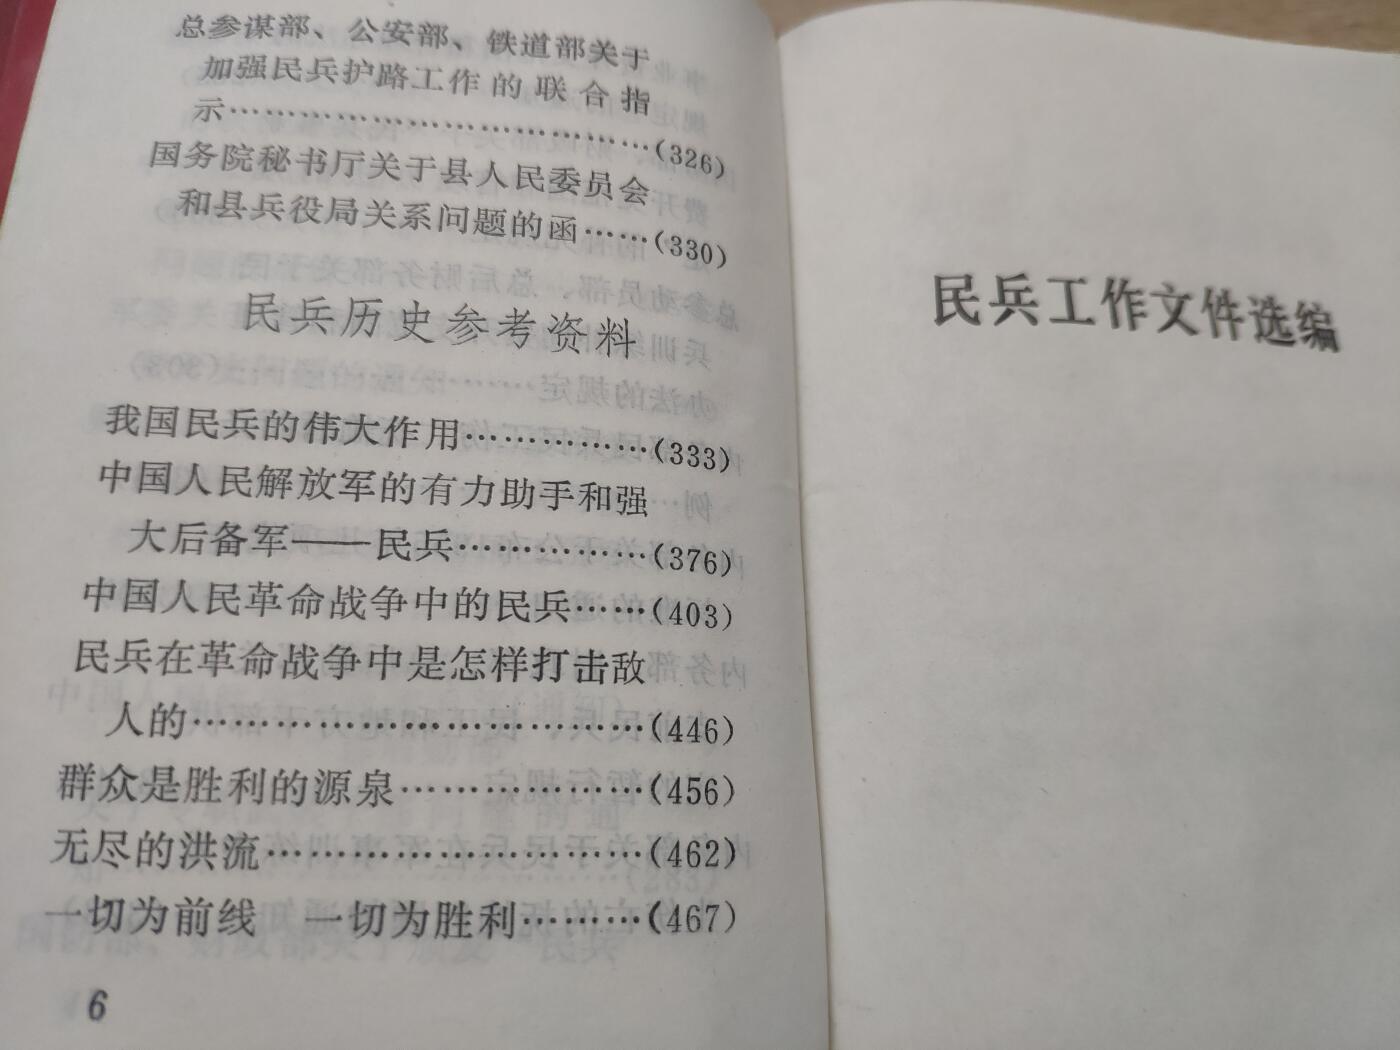 总参谋部、公安部、铁道部关于
加强民兵护路工作的联合指
示……………………………………(326)
国务院秘书厅关于县人民委员会
和县兵役局关系问题的函……(330)
民兵历史参考资料
我国民兵的伟大作用……………(333)
中国人民解放军的有力助手和强
大后备军——民兵……………(376)
中国人民革命战争中的民兵……(403)
民兵在革命战争中是怎样打击敌
人的………………………………(446)
群众是胜利的源泉………………(456)
无尽的洪流…………………………(462)
一切为前线 一切为胜利………(467)
6
民兵工作文件选编